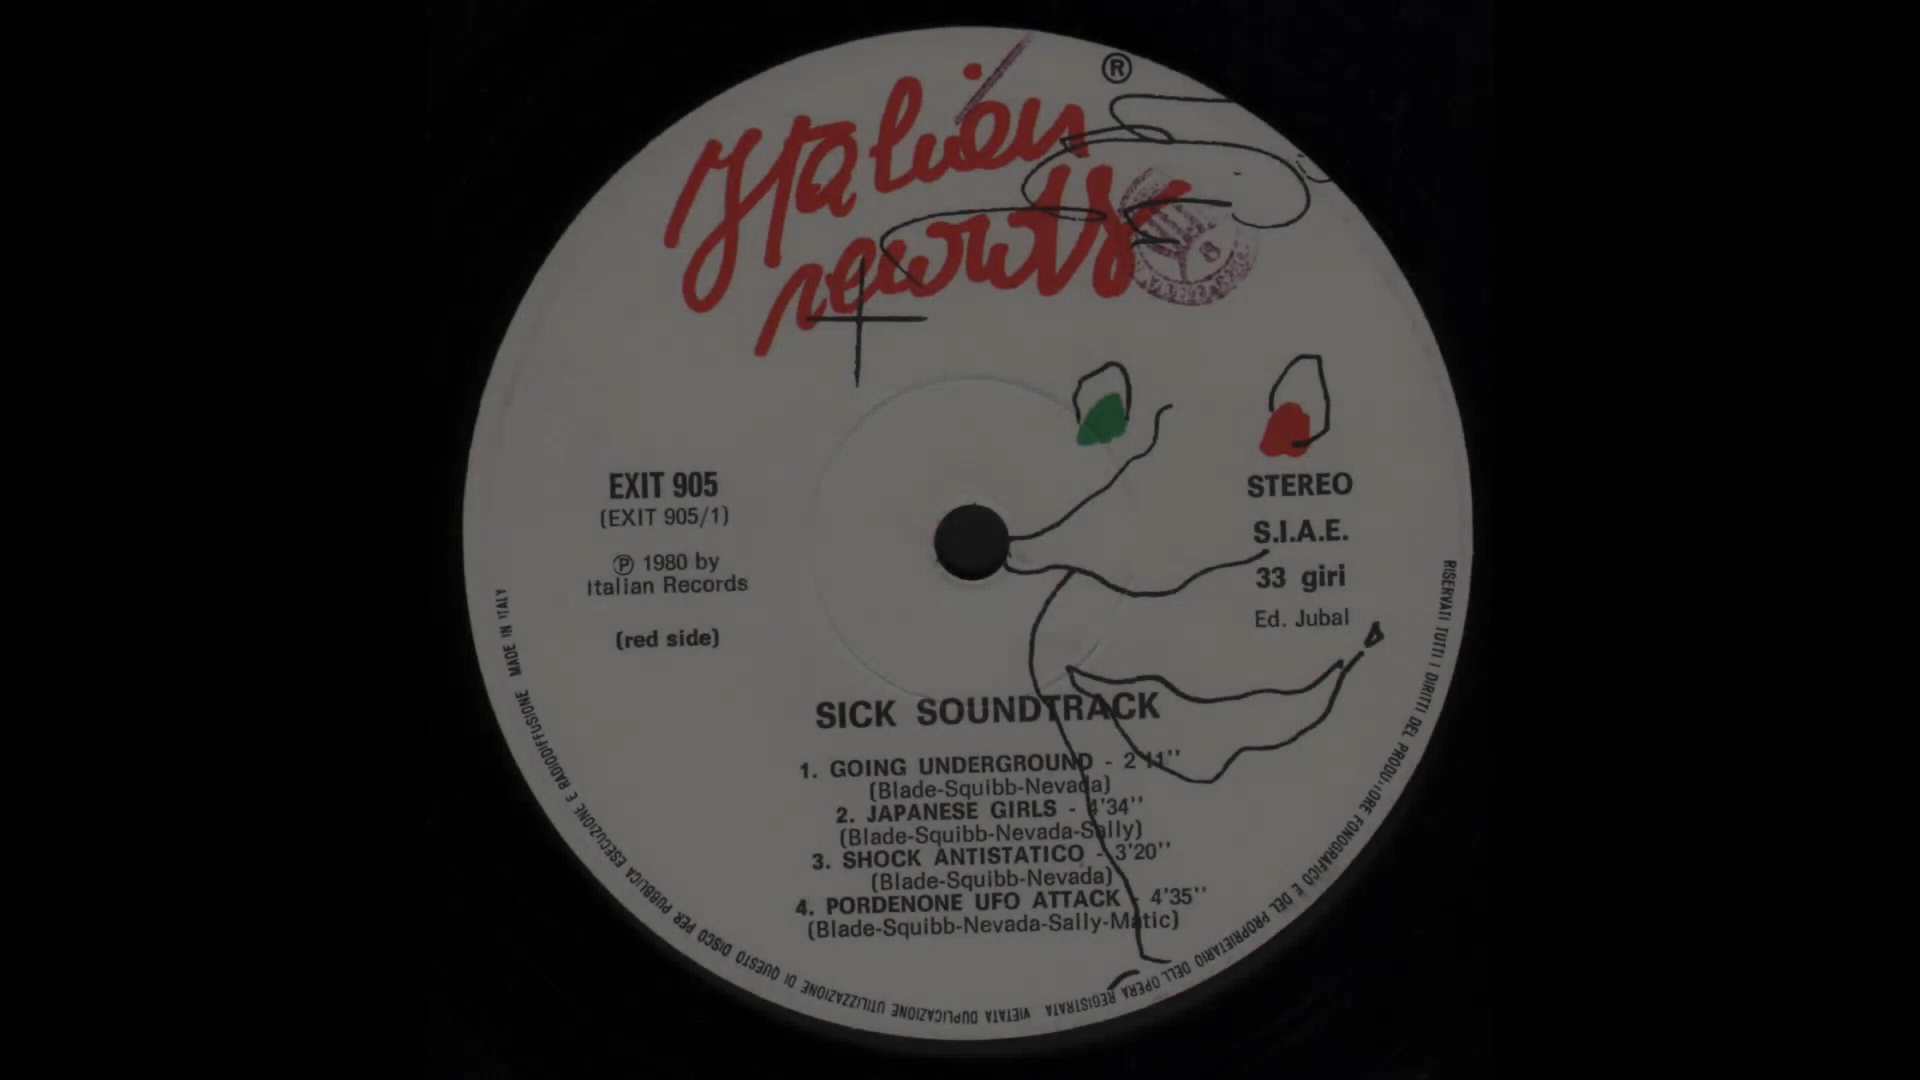 Italian
records
®
EXIT 905
(EXIT 905/1)
℗ 1980 by
Italian Records
(red side)
STEREO
S.I.A.E.
33 giri
Ed. Jubal
SICK SOUNDTRACK
1. GOING UNDERGROUND - 2'11''
(Blade-Squibb-Nevada)
2. JAPANESE GIRLS - 4'34''
(Blade-Squibb-Nevada-Sally)
3. SHOCK ANTISTATICO - 3'20''
(Blade-Squibb-Nevada)
4. PORDENONE UFO ATTACK - 4'35''
(Blade-Squibb-Nevada-Sally-Matic)
RISERVATI TUTTI I DIRITTI DEL PRODUTTORE FONOGRAFICO E DEL PROPRIETARIO DELL'OPERA REGISTRATA VIETATA DUPLICAZIONE UTILIZZAZIONE DI QUESTO DISCO PER PUBBLICA ESECUZIONE E RADIODIFFUSIONE MADE IN ITALY